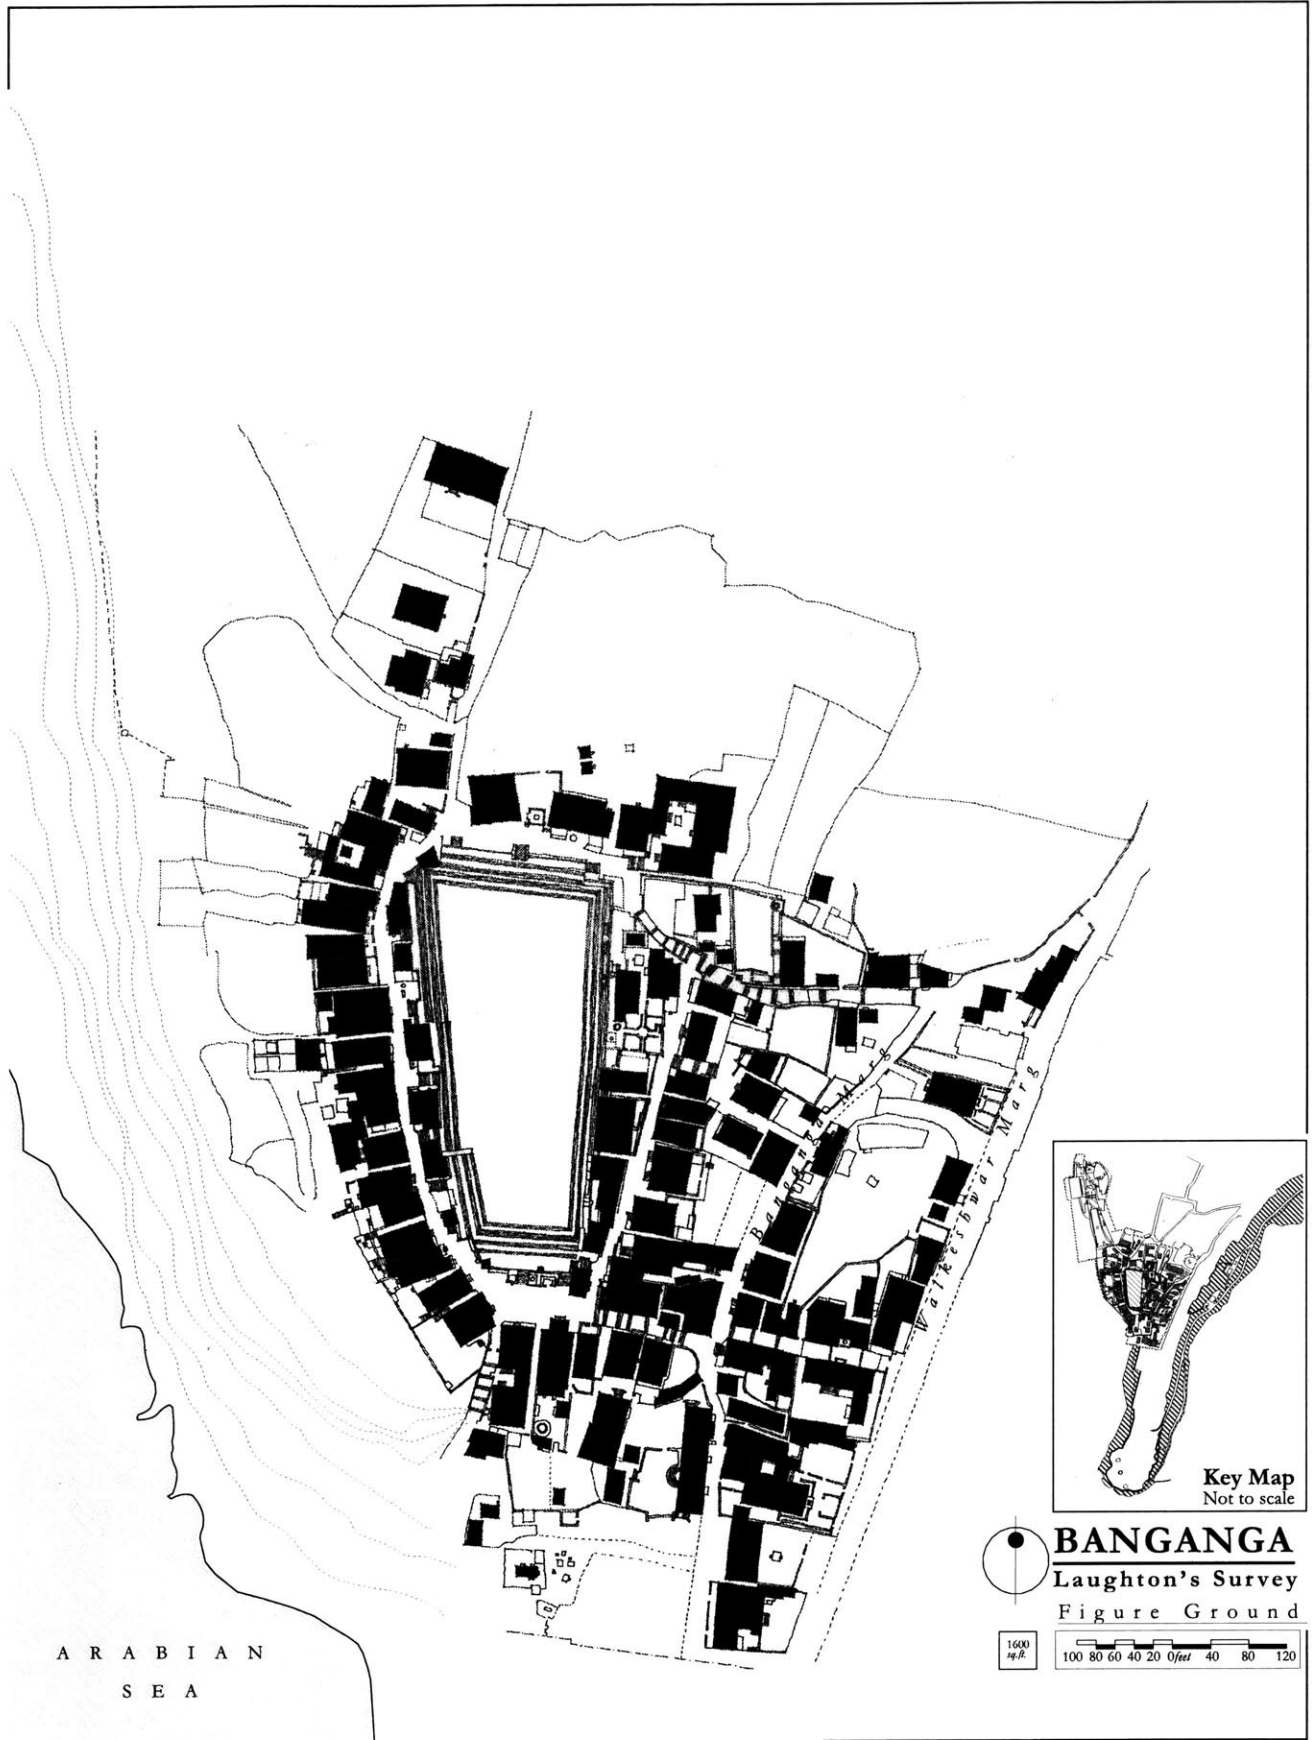 Banganga Marg
Walkeshwar Marg
Key Map
Not to scale
BANGANGA
Laughton's Survey
Figure Ground
1600
sq.ft.
100 80 60 40 20 0feet 40 80 120
ARABIAN
SEA